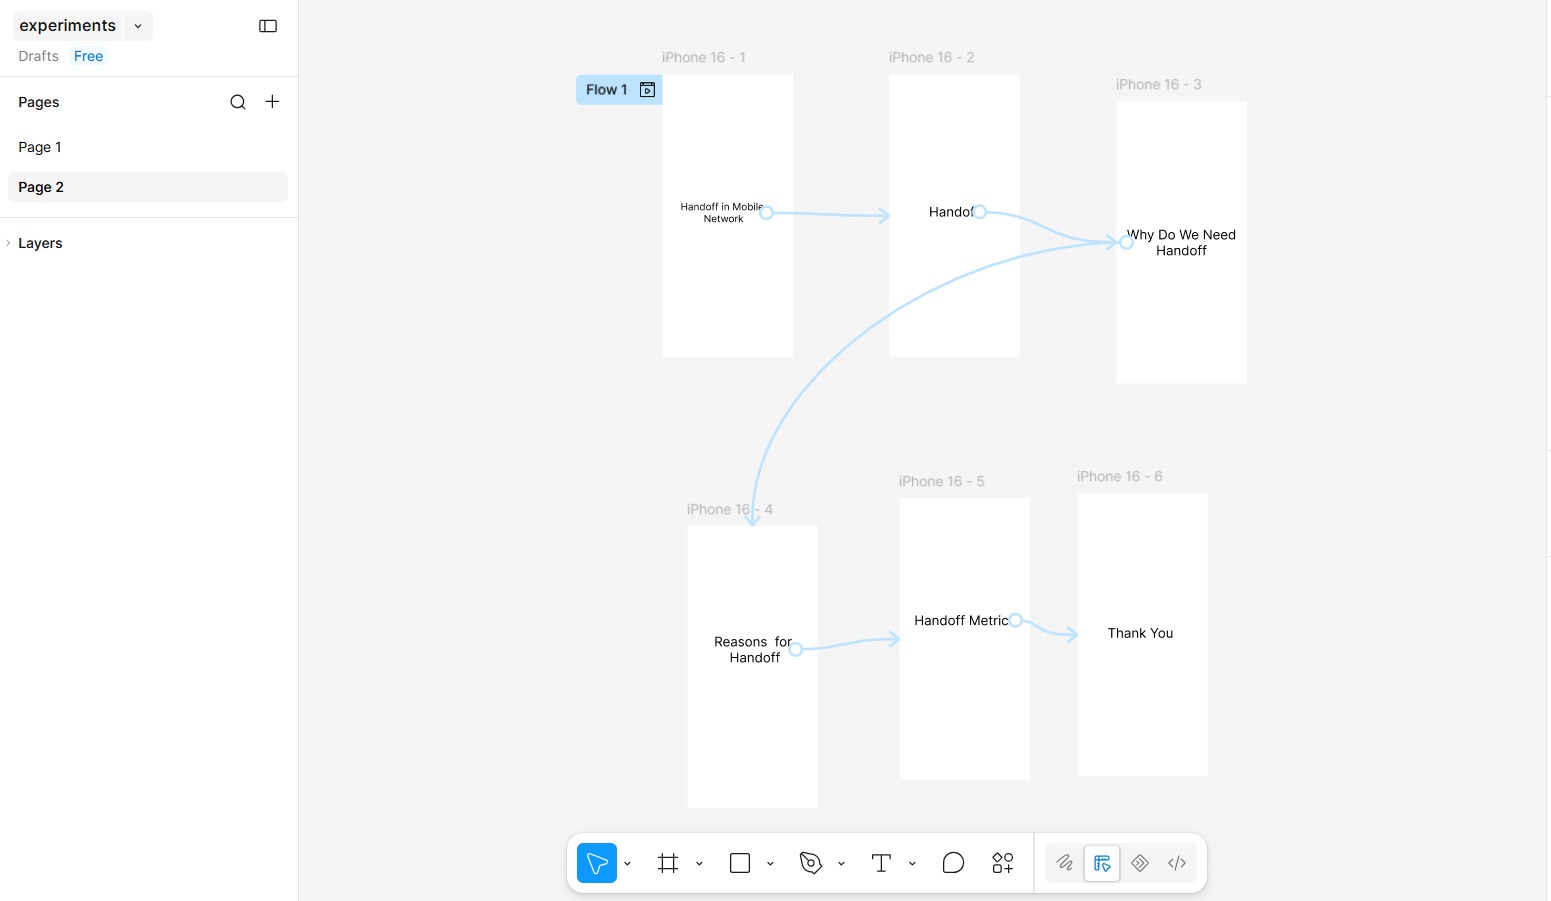 experiments
Drafts Free
Pages
Page 1
Page 2
Layers
iPhone 16 - 1
iPhone 16 - 2
iPhone 16 - 3
Flow 1
Handoff in Mobile
Network
Handof
Why Do We Need
Handoff
iPhone 16 - 4
iPhone 16 - 5
iPhone 16 - 6
Reasons for
Handoff
Handoff Metric
Thank You